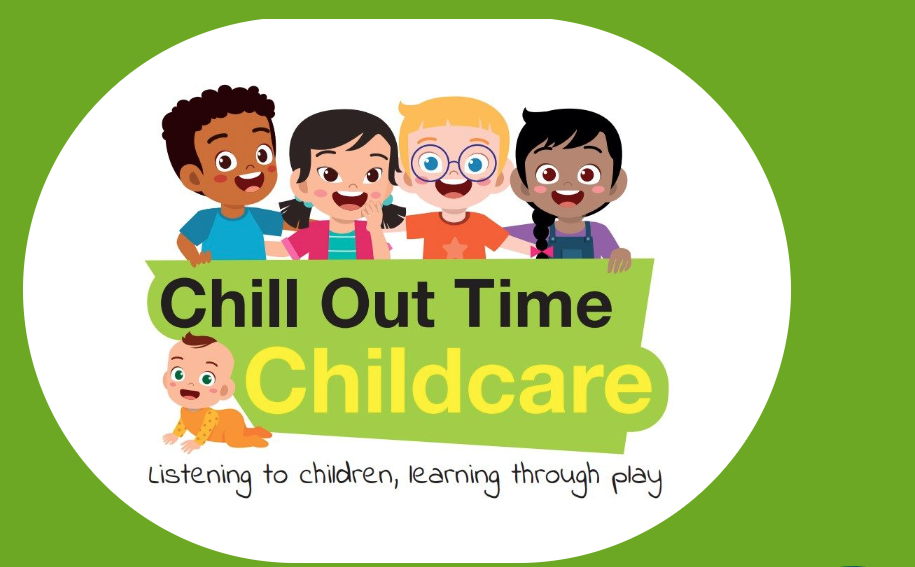 Chill Out Time
Childcare
Listening to children, learning through play